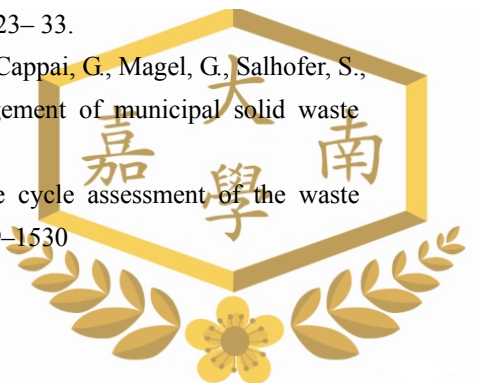 23– 33.
Cappai, G., Magel, G., Salhofer, S.,
gement of municipal solid waste
e cycle assessment of the waste
–1530
大
嘉 南
學